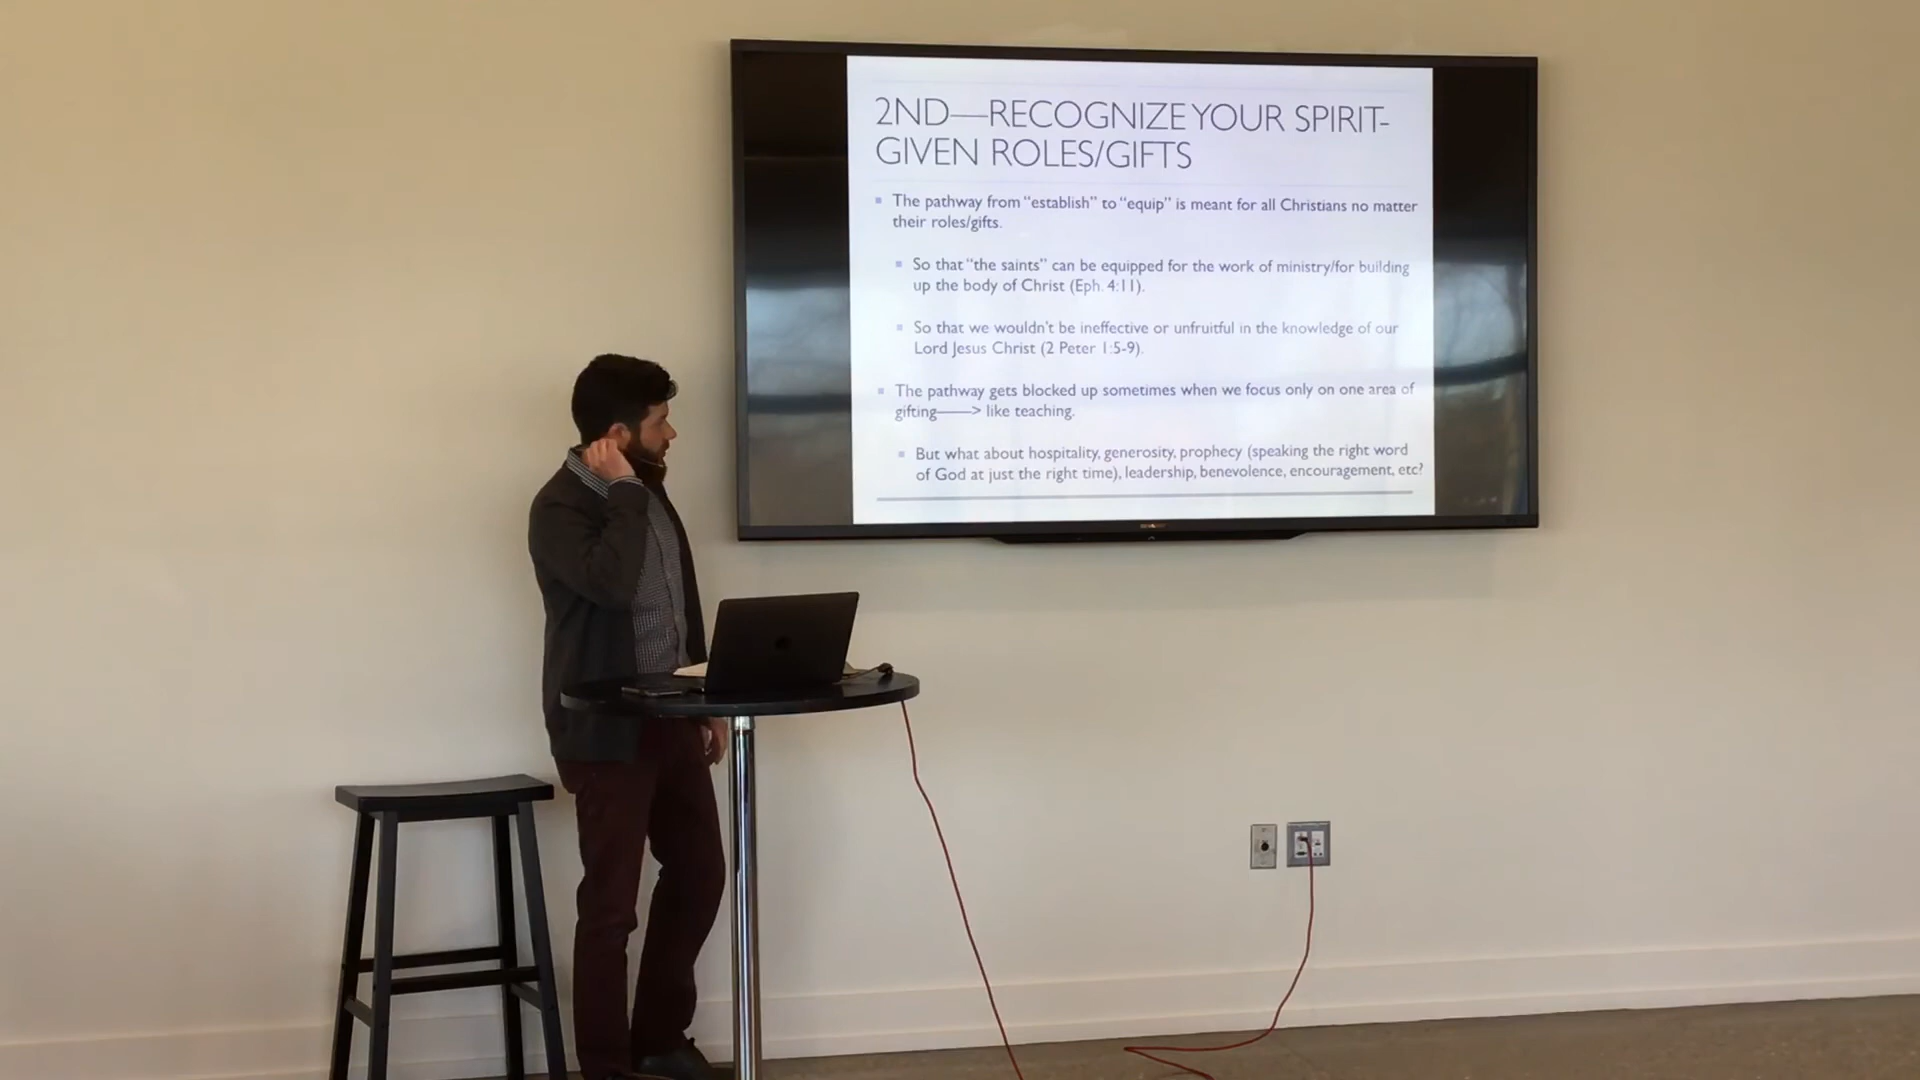 2ND—RECOGNIZE YOUR SPIRIT-
GIVEN ROLES/GIFTS
The pathway from “establish” to “equip” is meant for all Christians no matter
their roles/gifts.
So that “the saints” can be equipped for the work of ministry/for building
up the body of Christ (Eph. 4:11).
So that we wouldn't be ineffective or unfruitful in the knowledge of our
Lord Jesus Christ (2 Peter 1:5-9).
The pathway gets blocked up sometimes when we focus only on one area of
gifting——> like teaching.
But what about hospitality, generosity, prophecy (speaking the right word
of God at just the right time), leadership, benevolence, encouragement, etc?